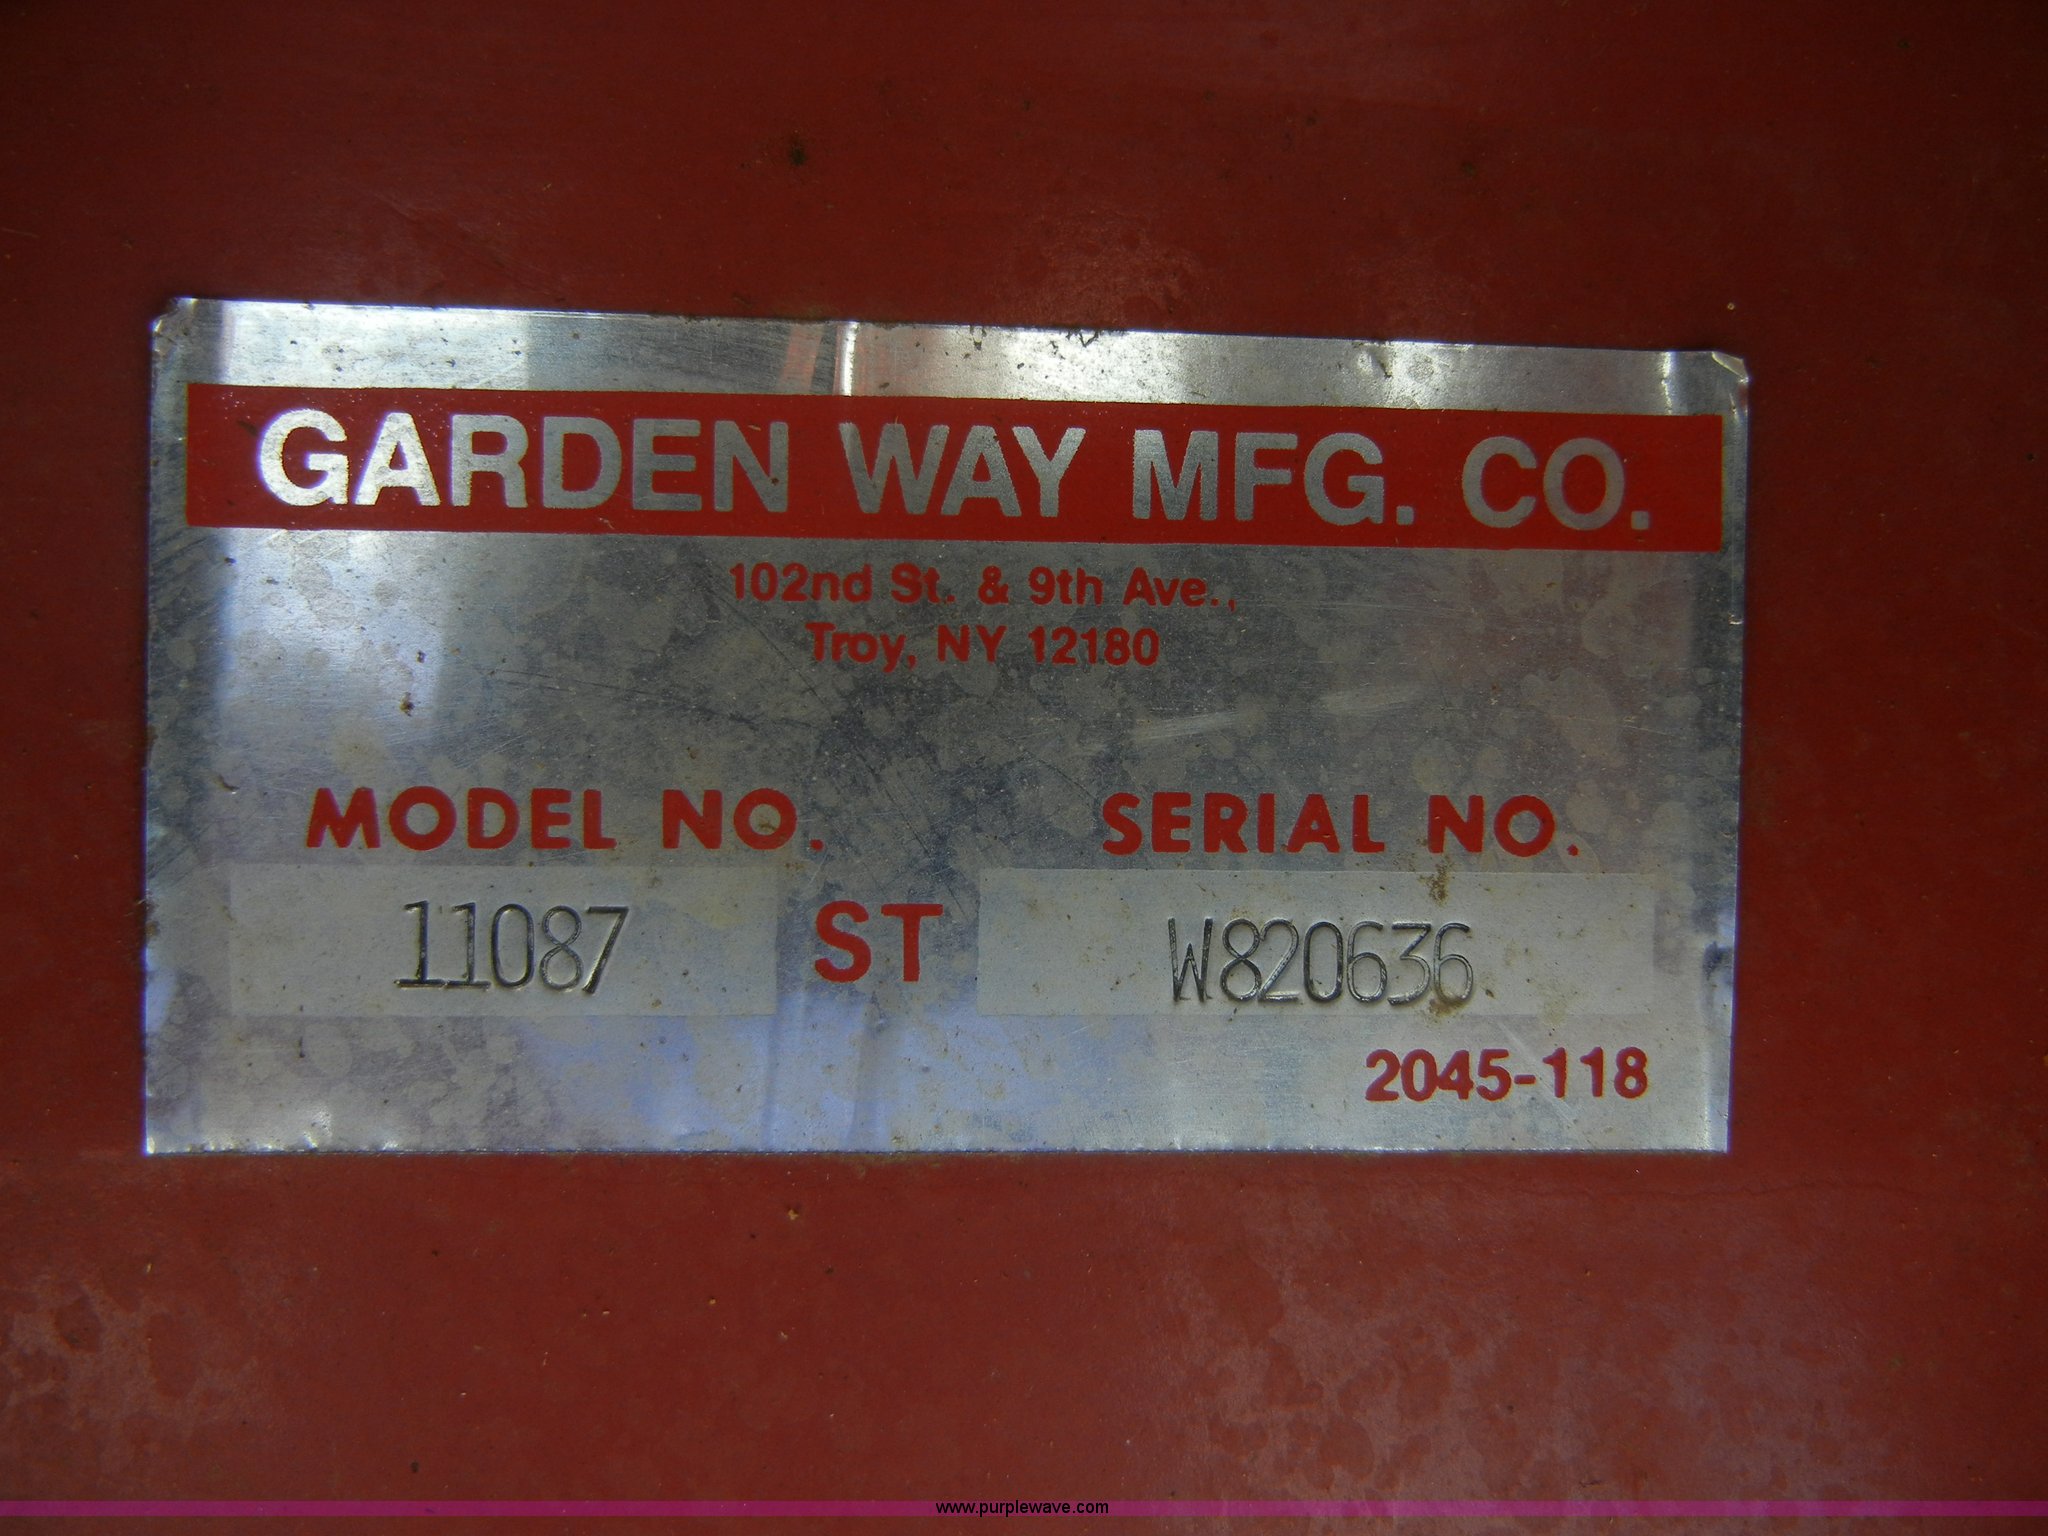 GARDEN WAY MFG. CO.
102nd St. & 9th Ave.,
Troy, NY 12180
MODEL NO. SERIAL NO.
11087 ST W820636
2045-118
www.purplewave.com